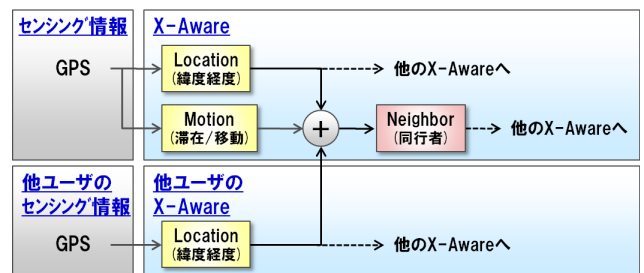 センシング情報
X-Aware
GPS
Location
(緯度経度)
他のX-Awareへ
Motion
(滞在/移動)
+
Neighbor
(同行者)
他のX-Awareへ
他ユーザの
センシング情報
他ユーザの
X-Aware
GPS
Location
(緯度経度)
他のX-Awareへ